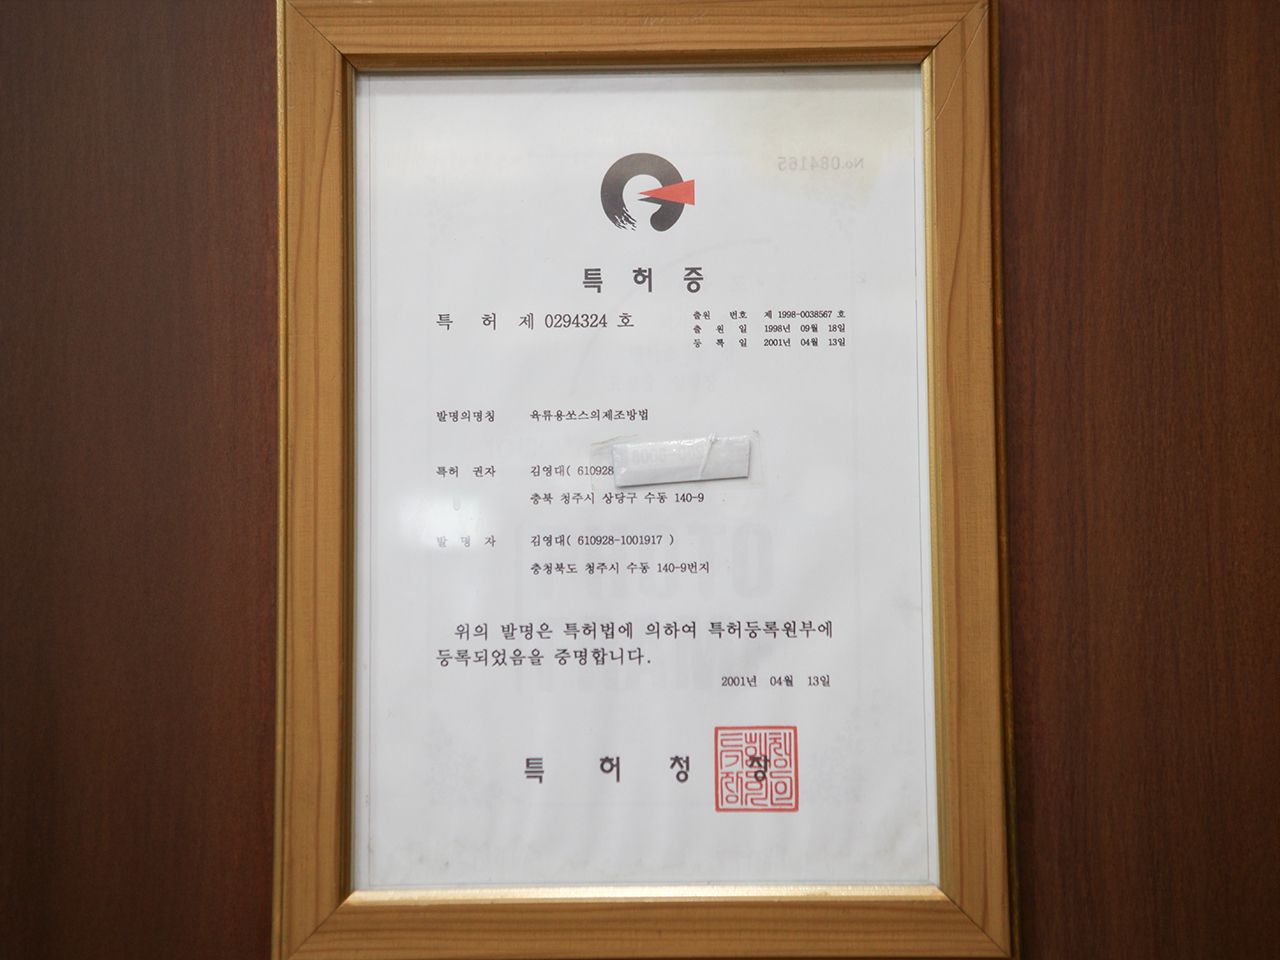 No.084165
특 허 증
특 허 제 0294324 호
출원 번호 제 1998-0038567 호
출 원 일 1998년 09월 18일
등 록 일 2001년 04월 13일
발명의명칭 육류용쏘스의제조방법
특허 권자 김영대( 610928
충북 청주시 상당구 수동 140-9
발 명 자 김영대( 610928-1001917 )
충청북도 청주시 수동 140-9번지
위의 발명은 특허법에 의하여 특허등록원부에
등록되었음을 증명합니다.
2001년 04월 13일
특 허 청 장